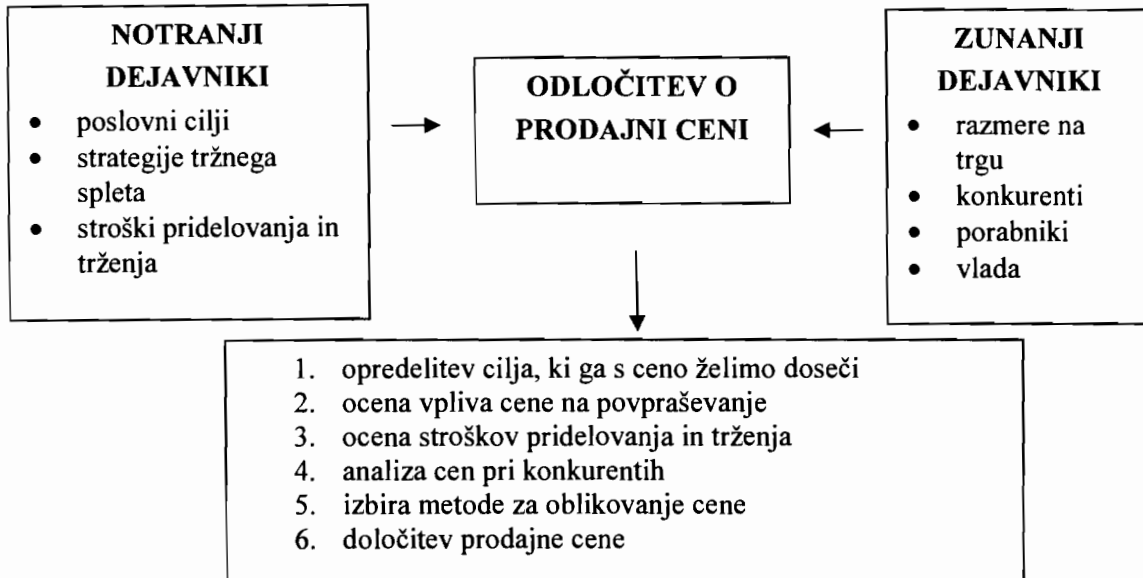 NOTRANJI
DEJAVNIKI
• poslovni cilji
• strategije tržnega
spleta
• stroški pridelovanja in
trženja
ODLOČITEV O
PRODAJNI CENI
ZUNANJI
DEJAVNIKI
• razmere na
trgu
• konkurenti
• porabniki
• vlada
1. opredelitev cilja, ki ga s ceno želimo doseči
2. ocena vpliva cene na povpraševanje
3. ocena stroškov pridelovanja in trženja
4. analiza cen pri konkurentih
5. izbira metode za oblikovanje cene
6. določitev prodajne cene